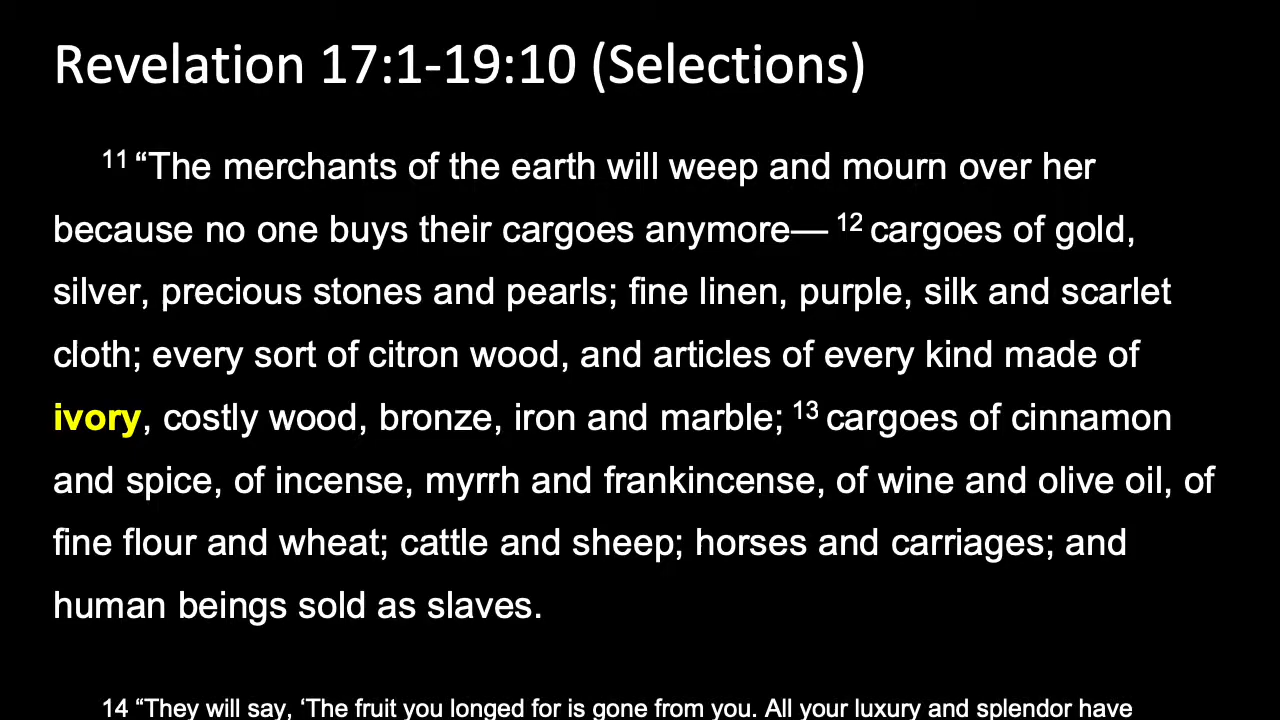 Revelation 17:1-19:10 (Selections)
11 “The merchants of the earth will weep and mourn over her
because no one buys their cargoes anymore— 12 cargoes of gold,
silver, precious stones and pearls; fine linen, purple, silk and scarlet
cloth; every sort of citron wood, and articles of every kind made of
ivory, costly wood, bronze, iron and marble; 13 cargoes of cinnamon
and spice, of incense, myrrh and frankincense, of wine and olive oil, of
fine flour and wheat; cattle and sheep; horses and carriages; and
human beings sold as slaves.
14 “They will say, ‘The fruit you longed for is gone from you. All your luxury and splendor have